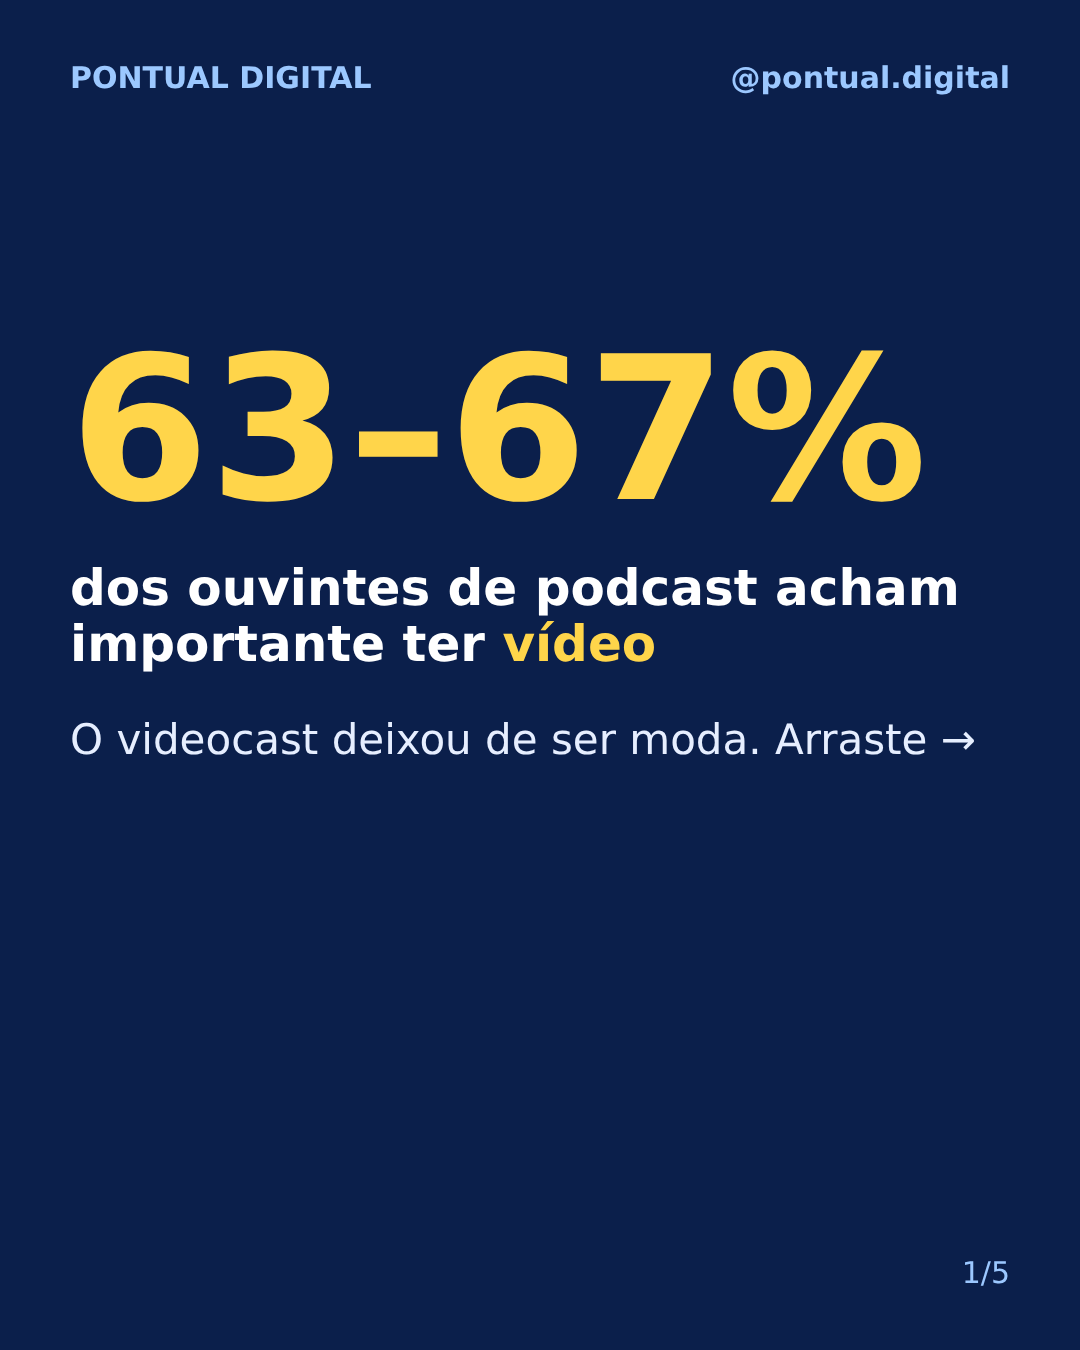 PONTUAL DIGITAL
@pontual.digital
63–67%
dos ouvintes de podcast acham
importante ter vídeo
O videocast deixou de ser moda. Arraste →
1/5